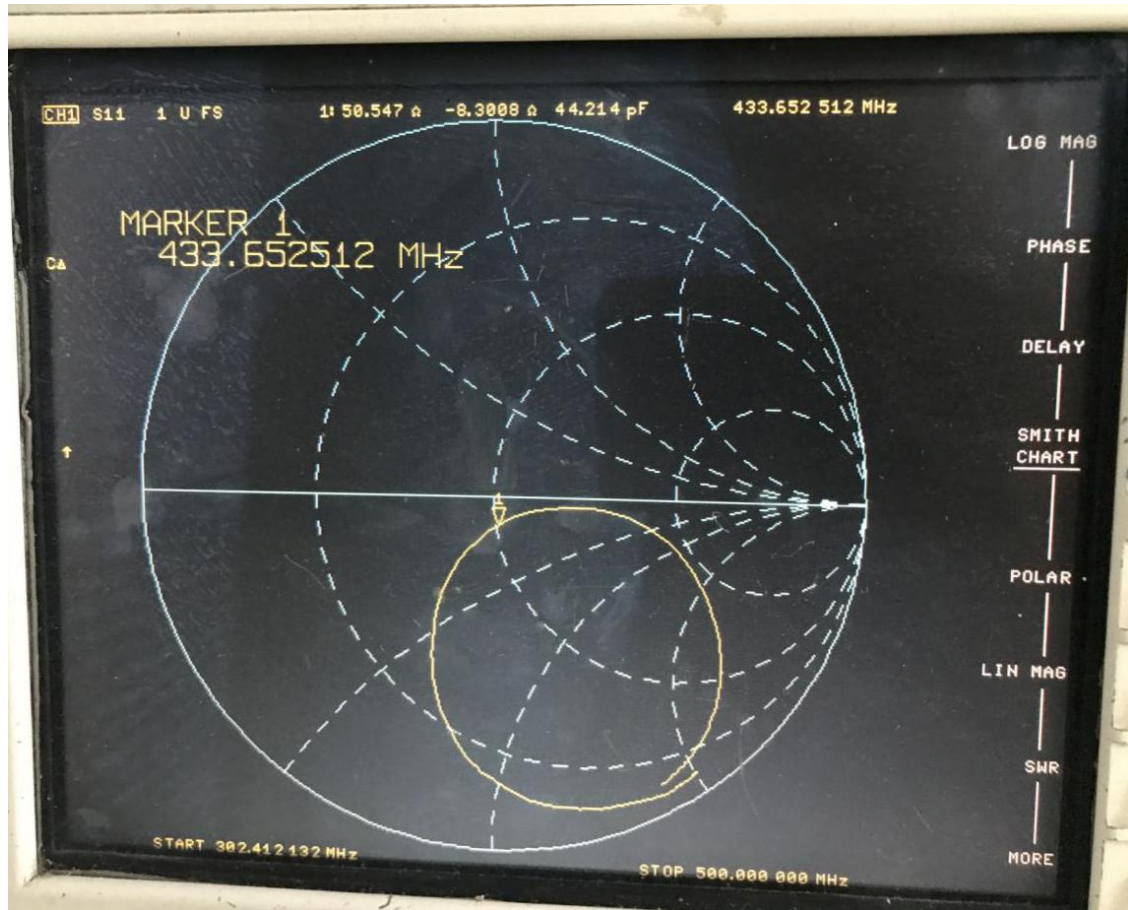 CH1 S11 1 U FS 1: 50.547 Ω -8.3008 Ω 44.214 pF 433.652 512 MHz
LOG MAG
MARKER 1
433.652512 MHz
PHASE
CΔ
DELAY
SMITH
CHART
↑
1
POLAR
LIN MAG
SWR
START 302.412 132 MHz
STOP 500.000 000 MHz
MORE